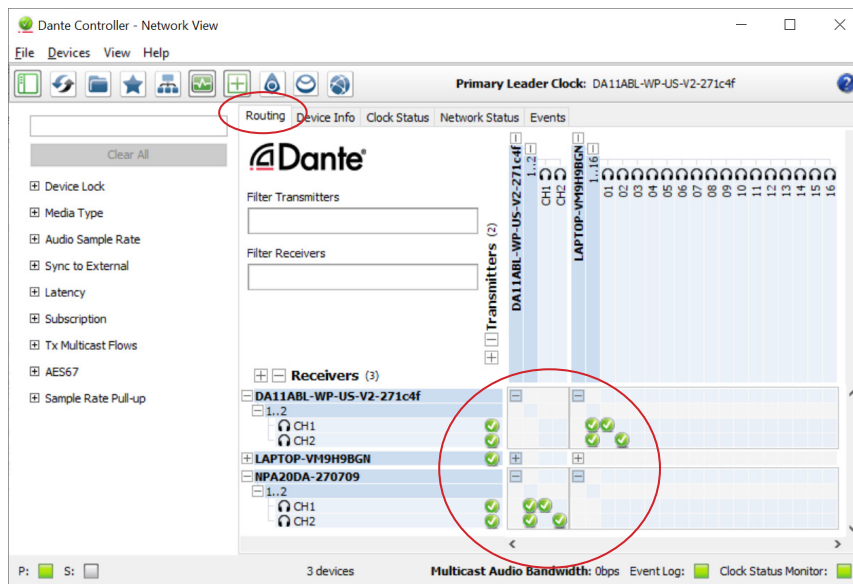 Dante Controller - Network View
File Devices View Help
Primary Leader Clock: DA11ABL-WP-US-V2-271c4f
?
Routing Device Info Clock Status Network Status Events
Clear All
Device Lock
Media Type
Audio Sample Rate
Sync to External
Latency
Subscription
Tx Multicast Flows
AES67
Sample Rate Pull-up
Dante®
Filter Transmitters
Filter Receivers
Transmitters (2)
DA11ABL-WP-US-V2-271c4f
1..2
CH1
CH2
LAPTOP-VM9H9BGN
1..16
01
02
03
04
05
06
07
08
09
10
11
12
13
14
15
16
Receivers (3)
DA11ABL-WP-US-V2-271c4f
1..2
CH1
CH2
LAPTOP-VM9H9BGN
NPA20DA-270709
1..2
CH1
CH2
P: S: 3 devices Multicast Audio Bandwidth: 0bps Event Log: Clock Status Monitor: